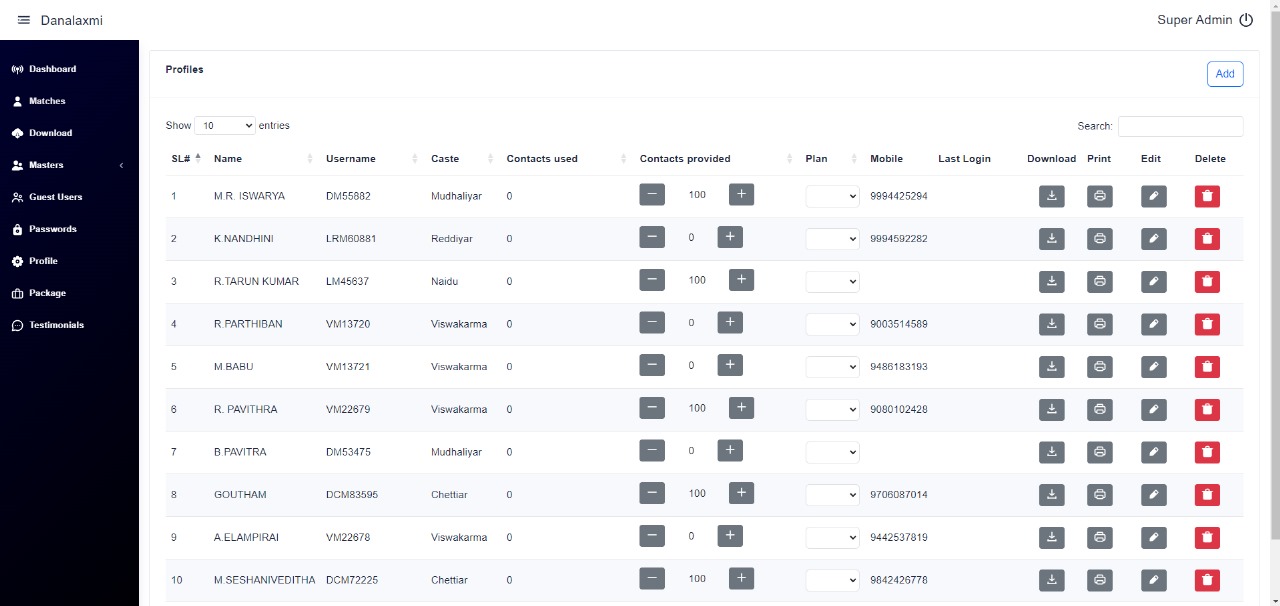 Danalaxmi Super Admin
Dashboard
Matches
Download
Masters
Guest Users
Passwords
Profile
Package
Testimonials
Profiles Add
Show 10 entries Search:
SL# Name Username Caste Contacts used Contacts provided Plan Mobile Last Login Download Print Edit Delete
1 M.R. ISWARYA DM55882 Mudhaliyar 0 100 9994425294
2 K.NANDHINI LRM69881 Reddiyar 0 0 9994592282
3 R.TARUN KUMAR LM45637 Naidu 0 100
4 R.PARTHIBAN VM13720 Viswakarma 0 0 9003514589
5 M.BABU VM13721 Viswakarma 0 0 9486183193
6 R. PAVITHRA VM22679 Viswakarma 0 100 9080102428
7 B.PAVITRA DM53375 Mudhaliyar 0 0
8 GOUTHAM DCM83595 Chettiar 0 100 9706087014
9 A.ELAMPIRAI VM22678 Viswakarma 0 0 9442537819
10 M.SESHANIVEDITHA DCM72225 Chettiar 0 100 9842426778